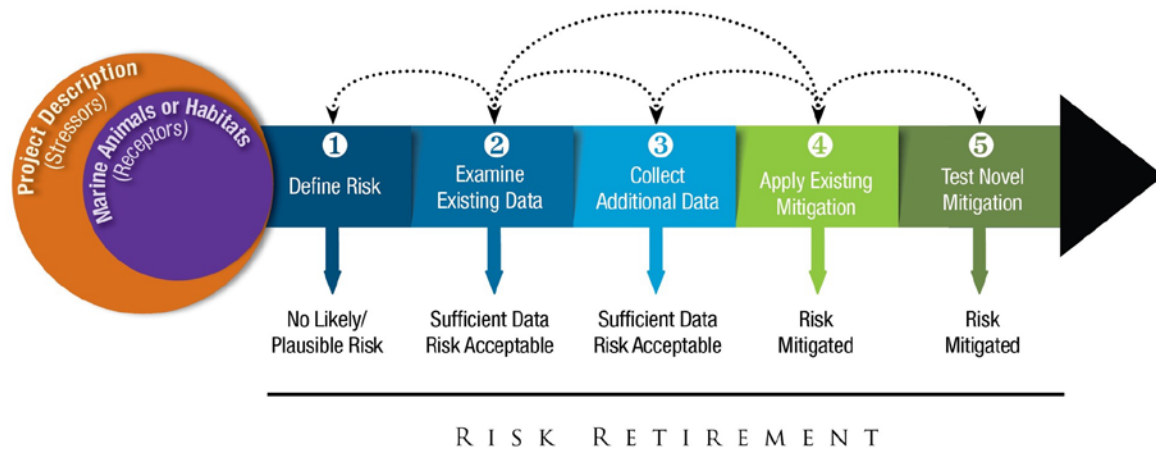 Project Description
(Stressors)
Marine Animals or Habitats
(Receptors)
1
Define Risk
2
Examine
Existing Data
3
Collect
Additional Data
4
Apply Existing
Mitigation
5
Test Novel
Mitigation
No Likely/
Plausible Risk
Sufficient Data
Risk Acceptable
Sufficient Data
Risk Acceptable
Risk
Mitigated
Risk
Mitigated
RISK RETIREMENT